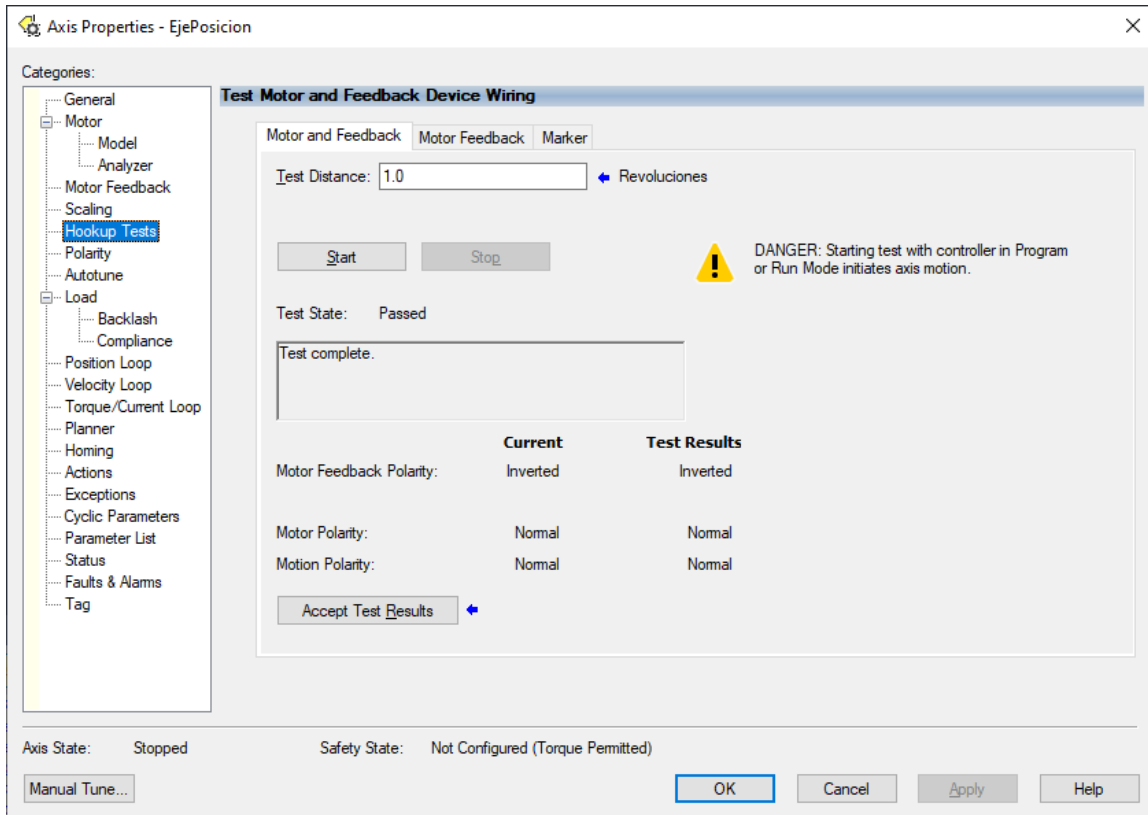 Axis Properties - EjePosicion
Categories:
General
Motor
Model
Analyzer
Motor Feedback
Scaling
Hookup Tests
Polarity
Autotune
Load
Backlash
Compliance
Position Loop
Velocity Loop
Torque/Current Loop
Planner
Homing
Actions
Exceptions
Cyclic Parameters
Parameter List
Status
Faults & Alarms
Tag
Test Motor and Feedback Device Wiring
Motor and Feedback Motor Feedback Marker
Test Distance: 1.0 Revoluciones
Start Stop
DANGER: Starting test with controller in Program
or Run Mode initiates axis motion.
Test State: Passed
Test complete.
Current Test Results
Motor Feedback Polarity: Inverted Inverted
Motor Polarity: Normal Normal
Motion Polarity: Normal Normal
Accept Test Results
Axis State: Stopped Safety State: Not Configured (Torque Permitted)
Manual Tune... OK Cancel Apply Help